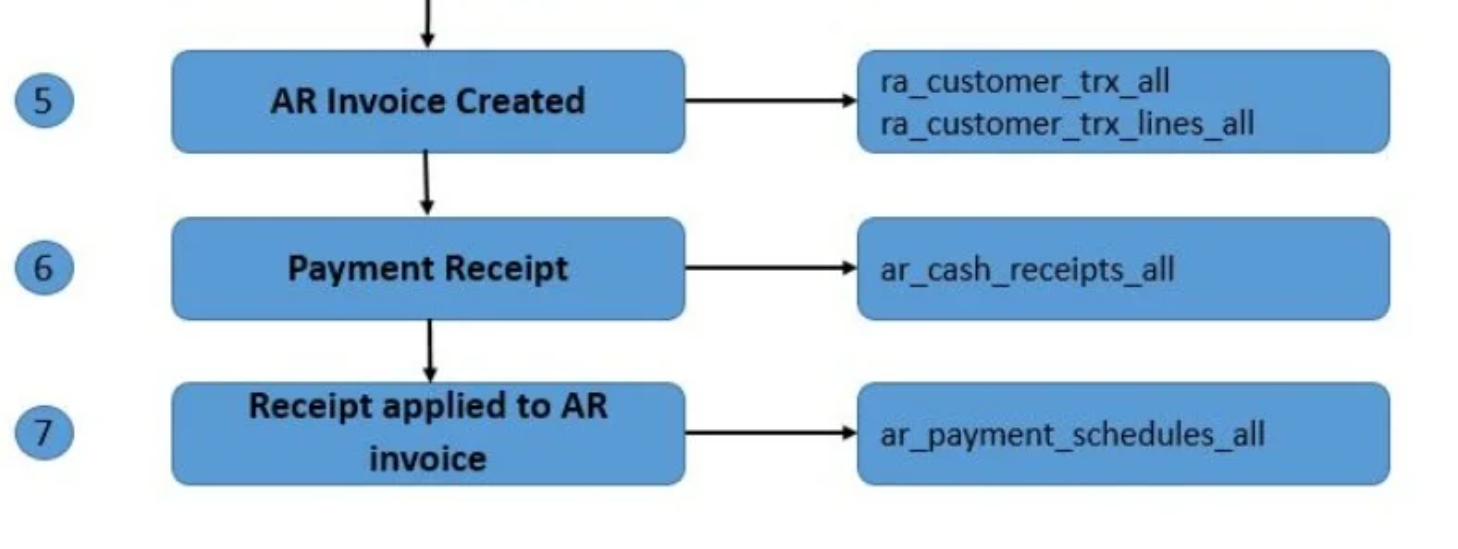 5
AR Invoice Created
ra_customer_trx_all
ra_customer_trx_lines_all
6
Payment Receipt
ar_cash_receipts_all
7
Receipt applied to AR
invoice
ar_payment_schedules_all